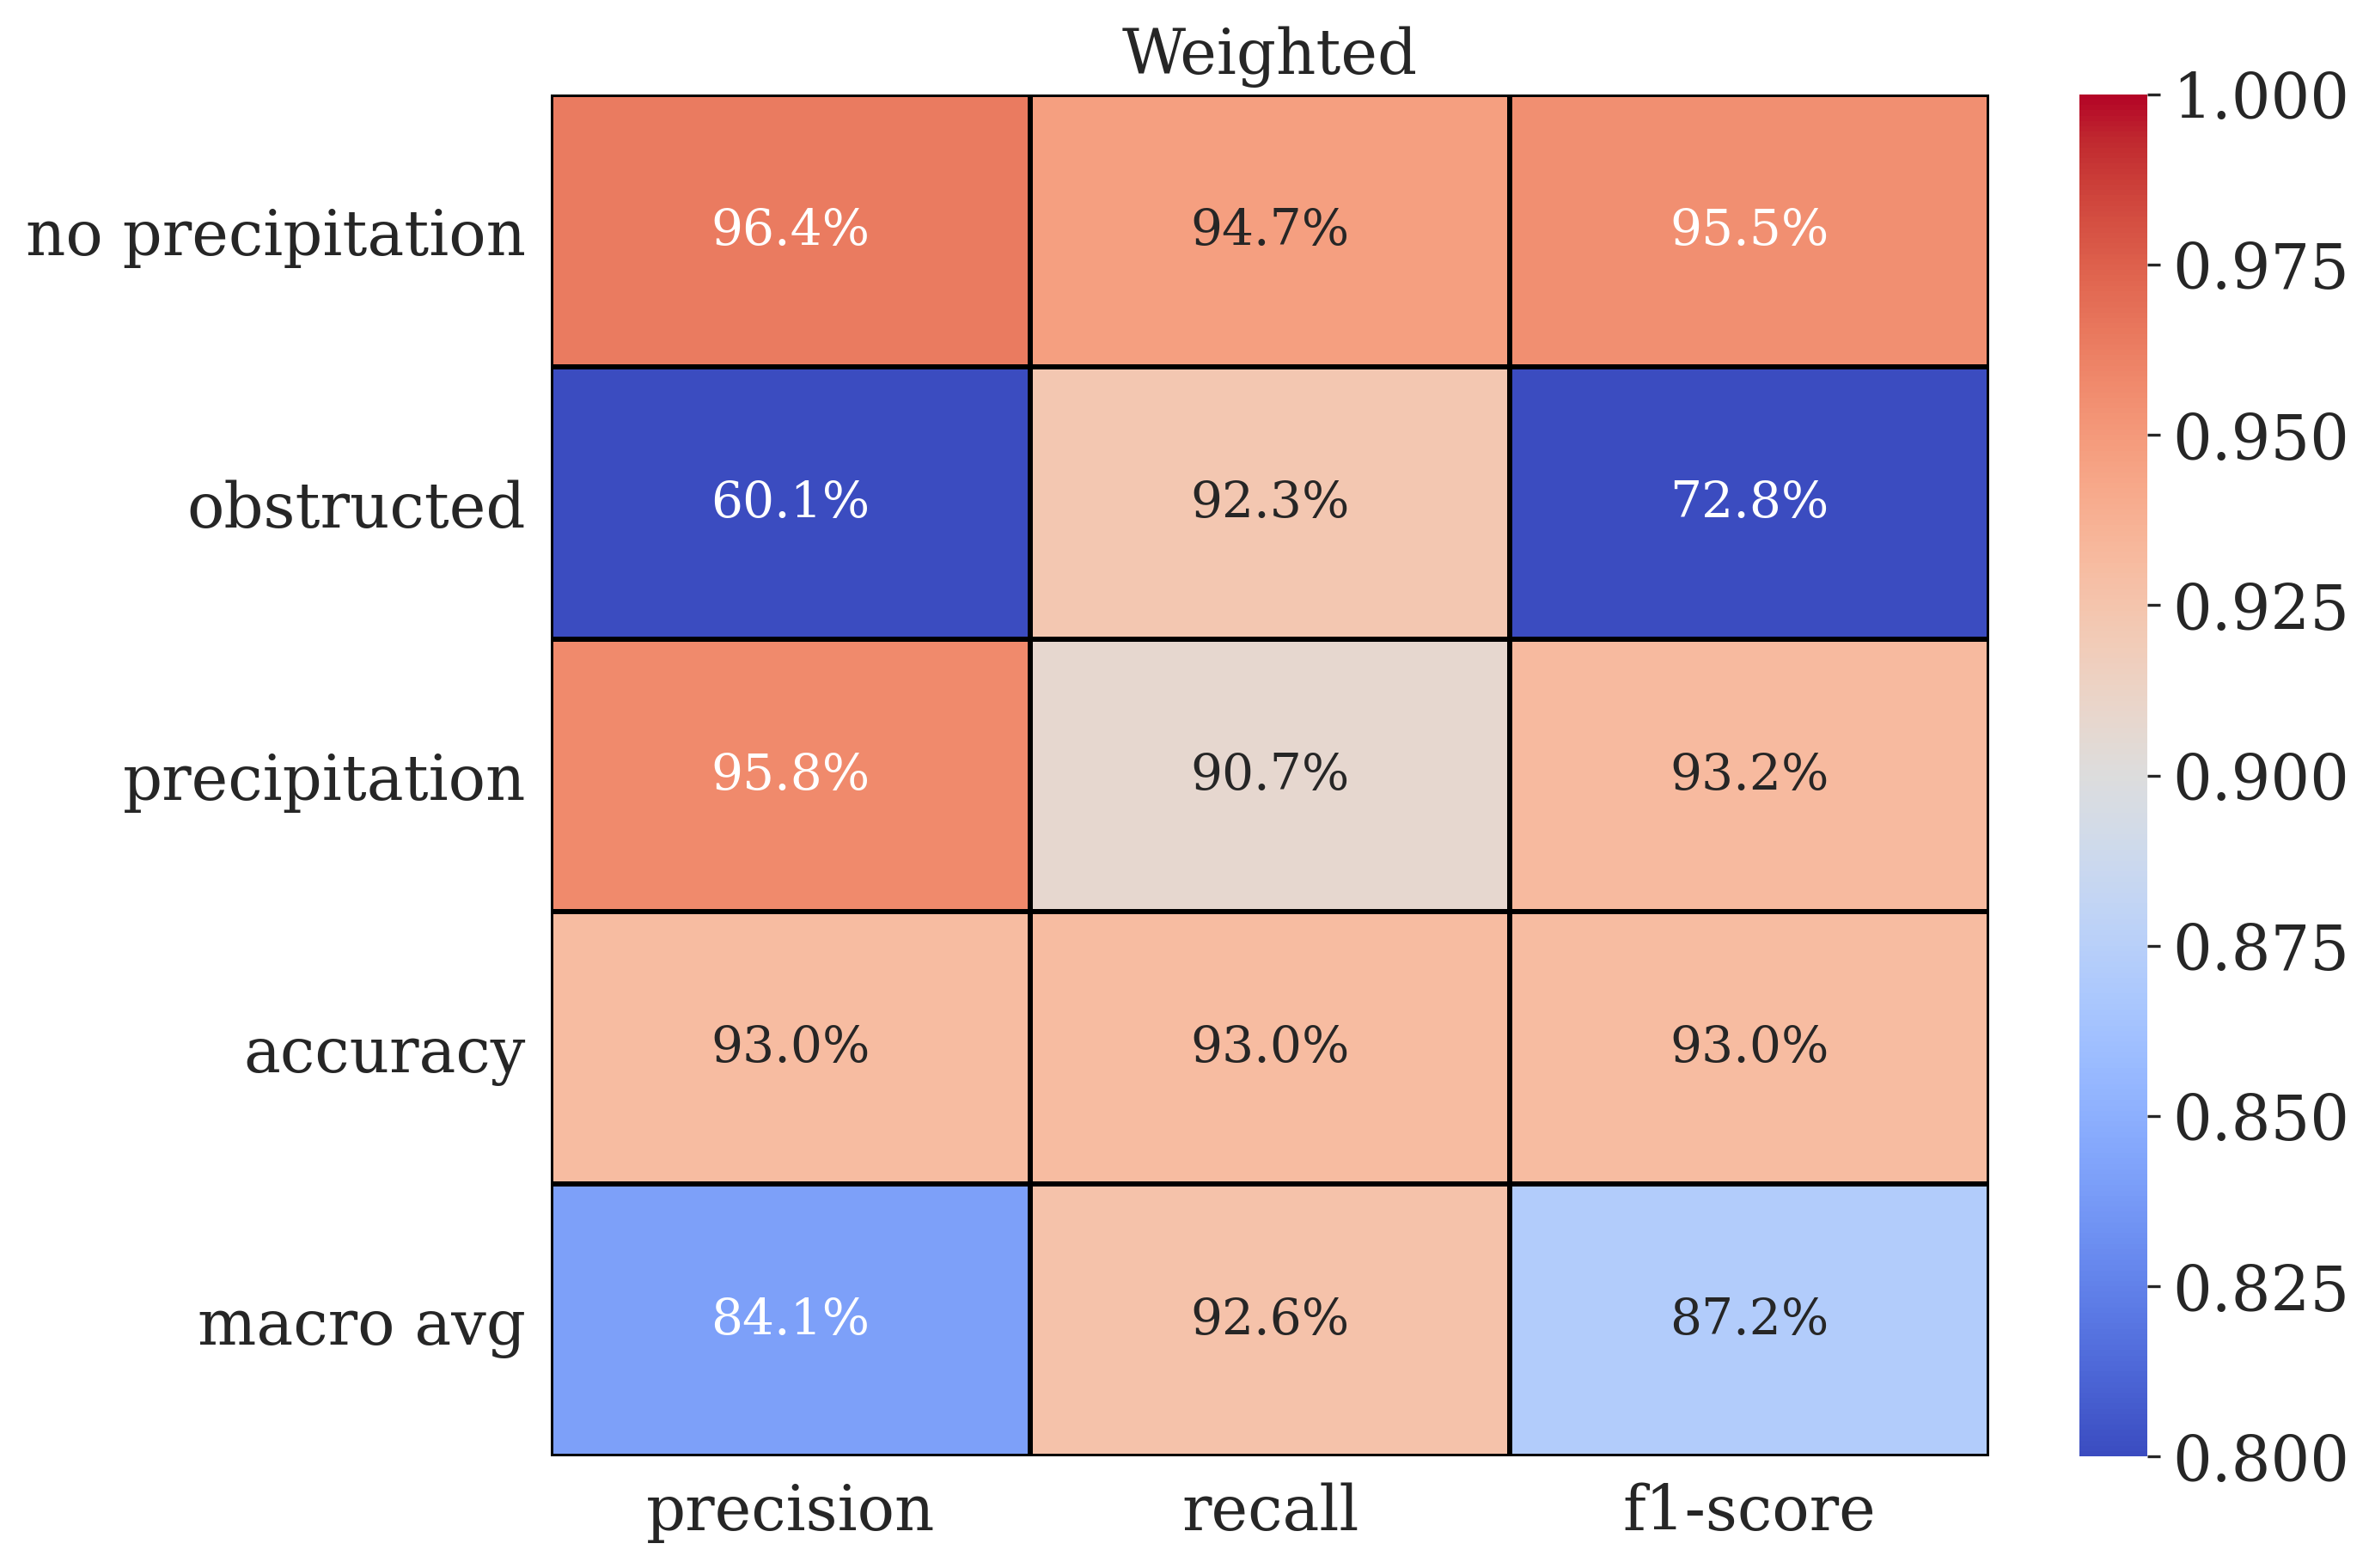 Weighted
no precipitation 96.4% 94.7% 95.5%
obstructed 60.1% 92.3% 72.8%
precipitation 95.8% 90.7% 93.2%
accuracy 93.0% 93.0% 93.0%
macro avg 84.1% 92.6% 87.2%
precision recall f1-score
1.000
0.975
0.950
0.925
0.900
0.875
0.850
0.825
0.800